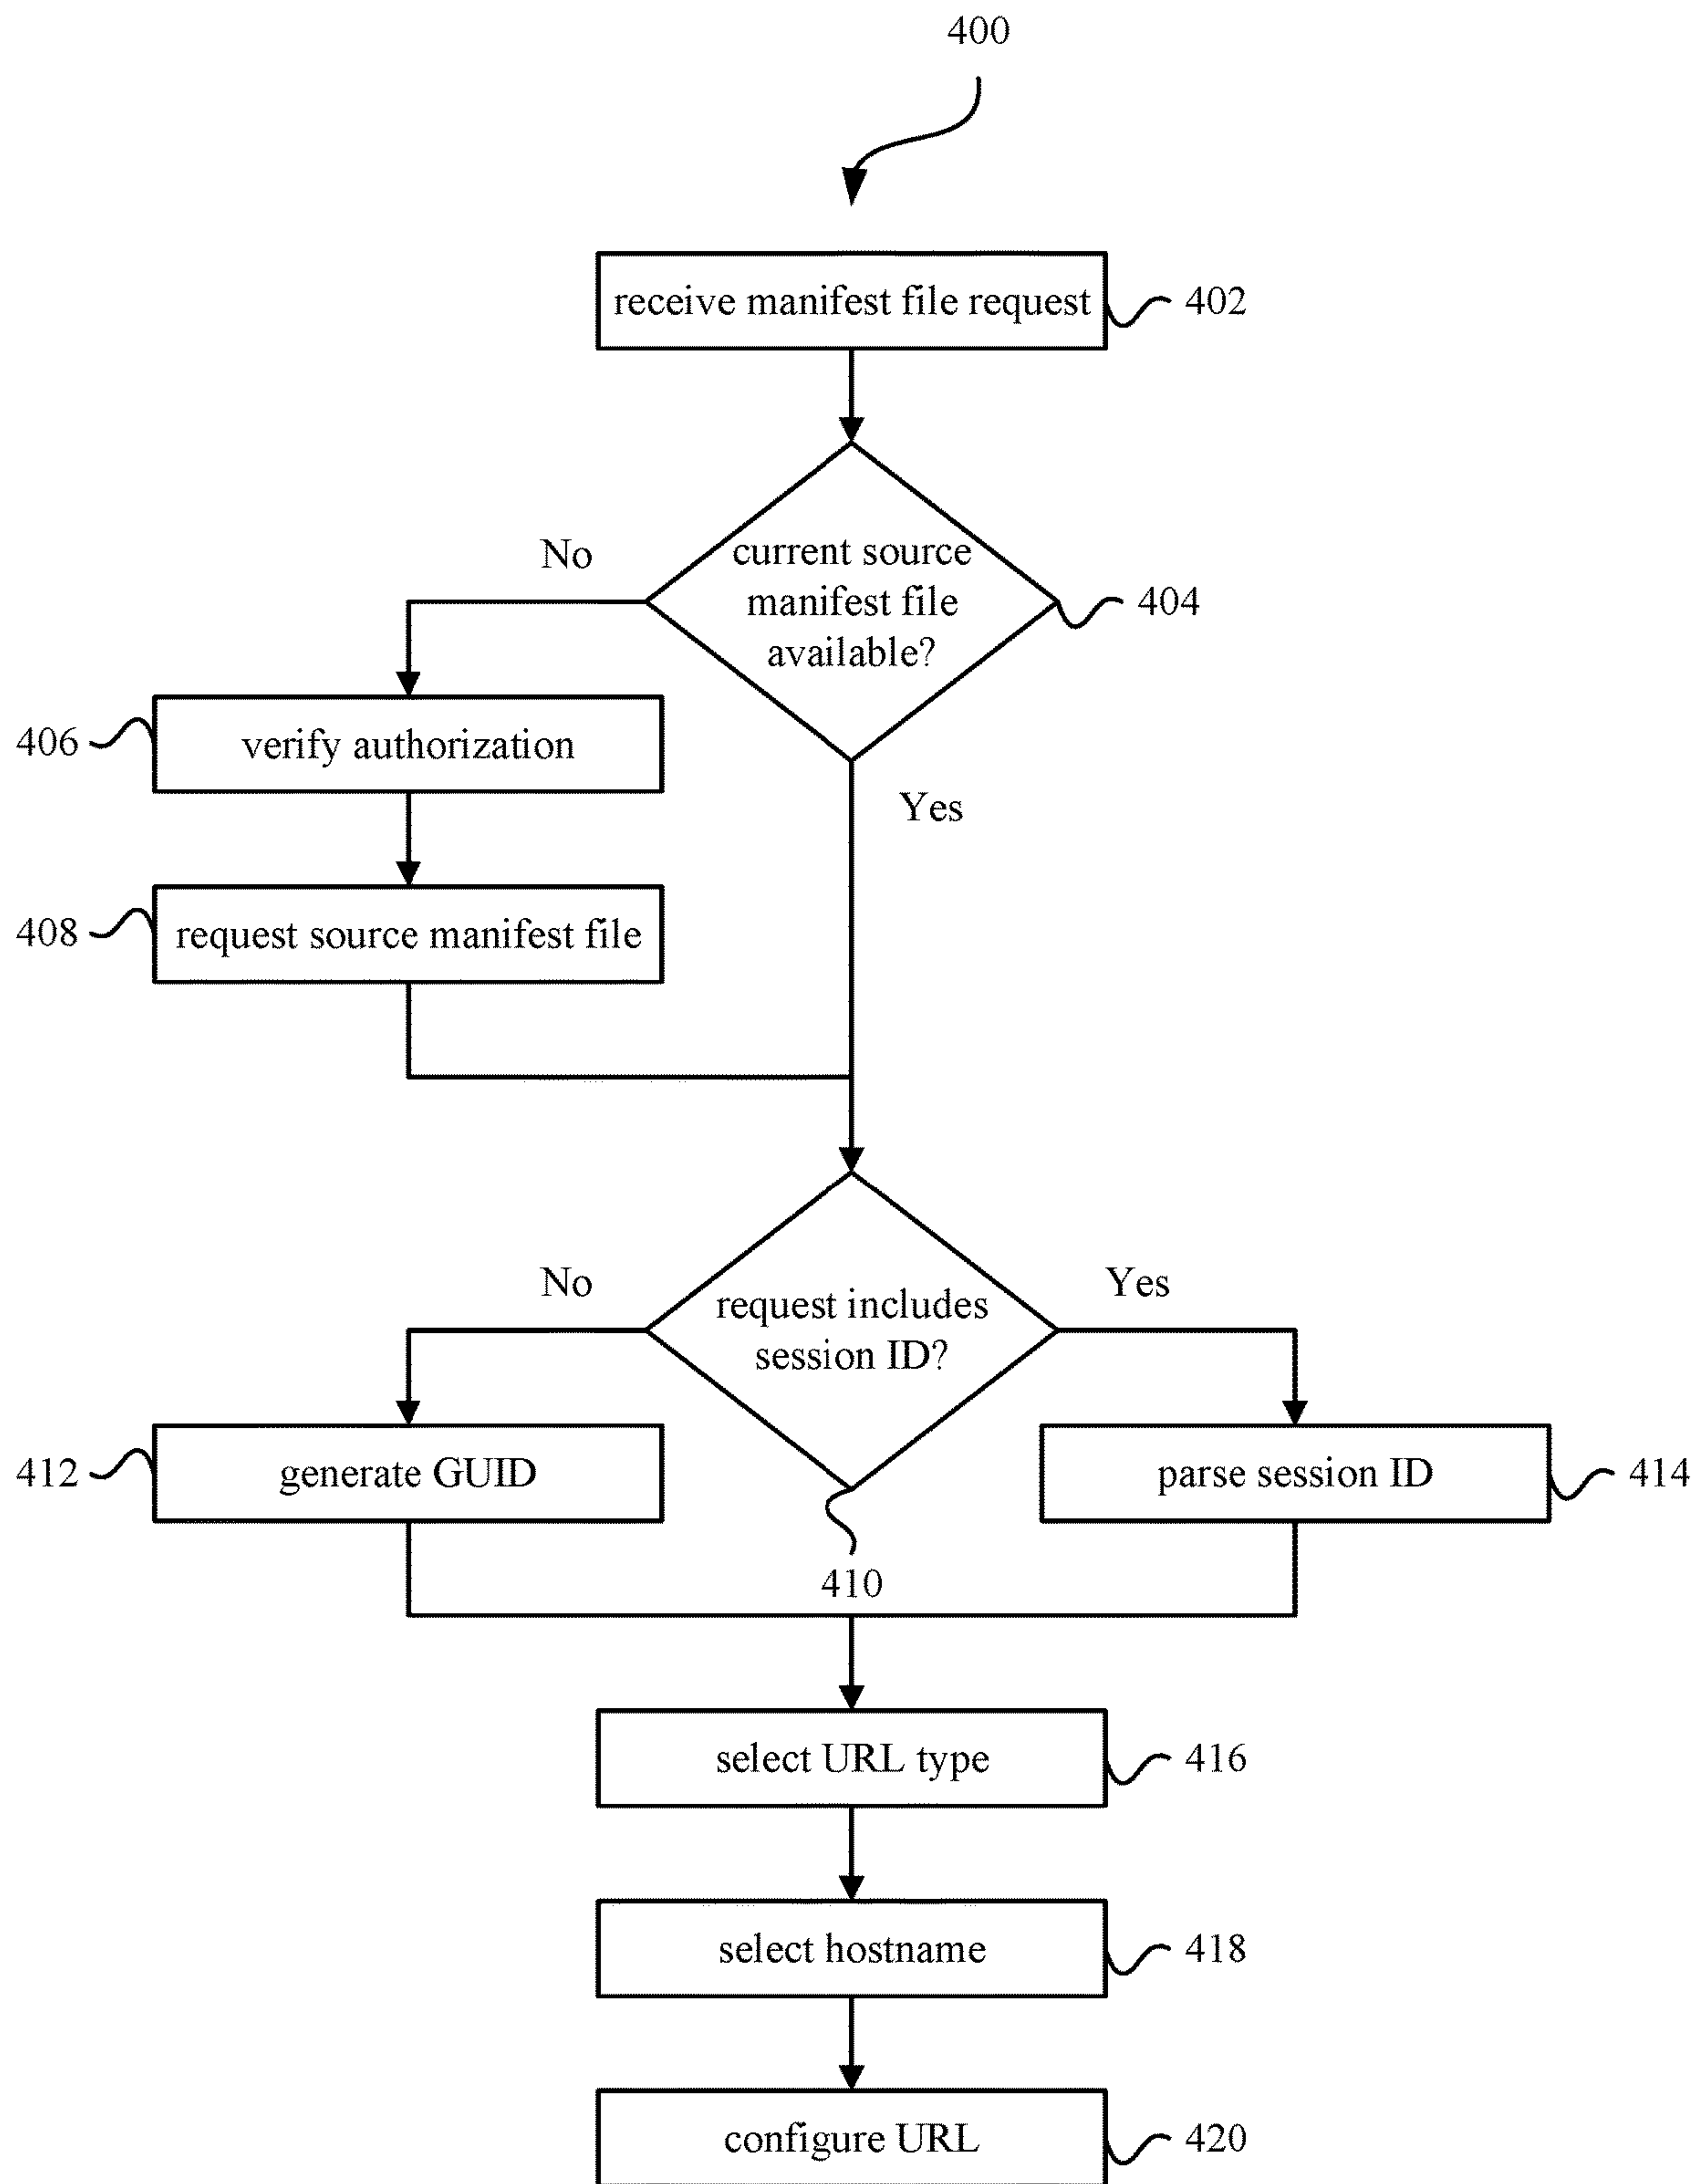 400
receive manifest file request
402
No
current source
manifest file
available?
404
406
verify authorization
Yes
408
request source manifest file
No
request includes
session ID?
Yes
412
generate GUID
parse session ID
414
410
select URL type
416
select hostname
418
configure URL
420